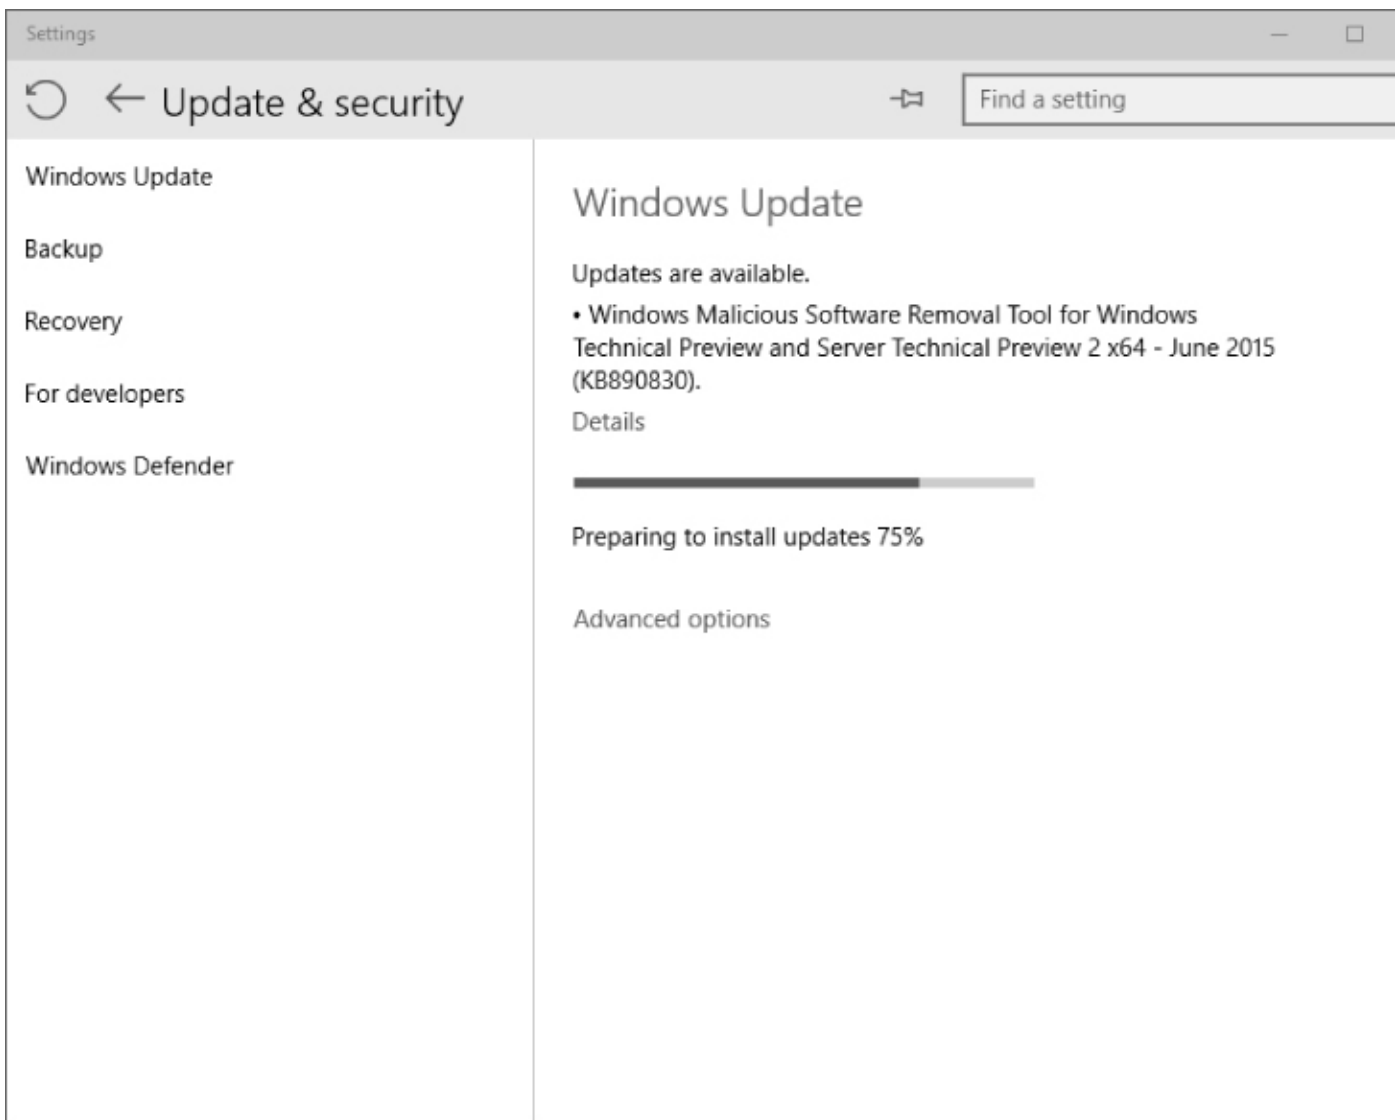 Settings
Update & security
Find a setting
Windows Update
Backup
Recovery
For developers
Windows Defender
Windows Update
Updates are available.
• Windows Malicious Software Removal Tool for Windows
Technical Preview and Server Technical Preview 2 x64 - June 2015
(KB890830).
Details
Preparing to install updates 75%
Advanced options